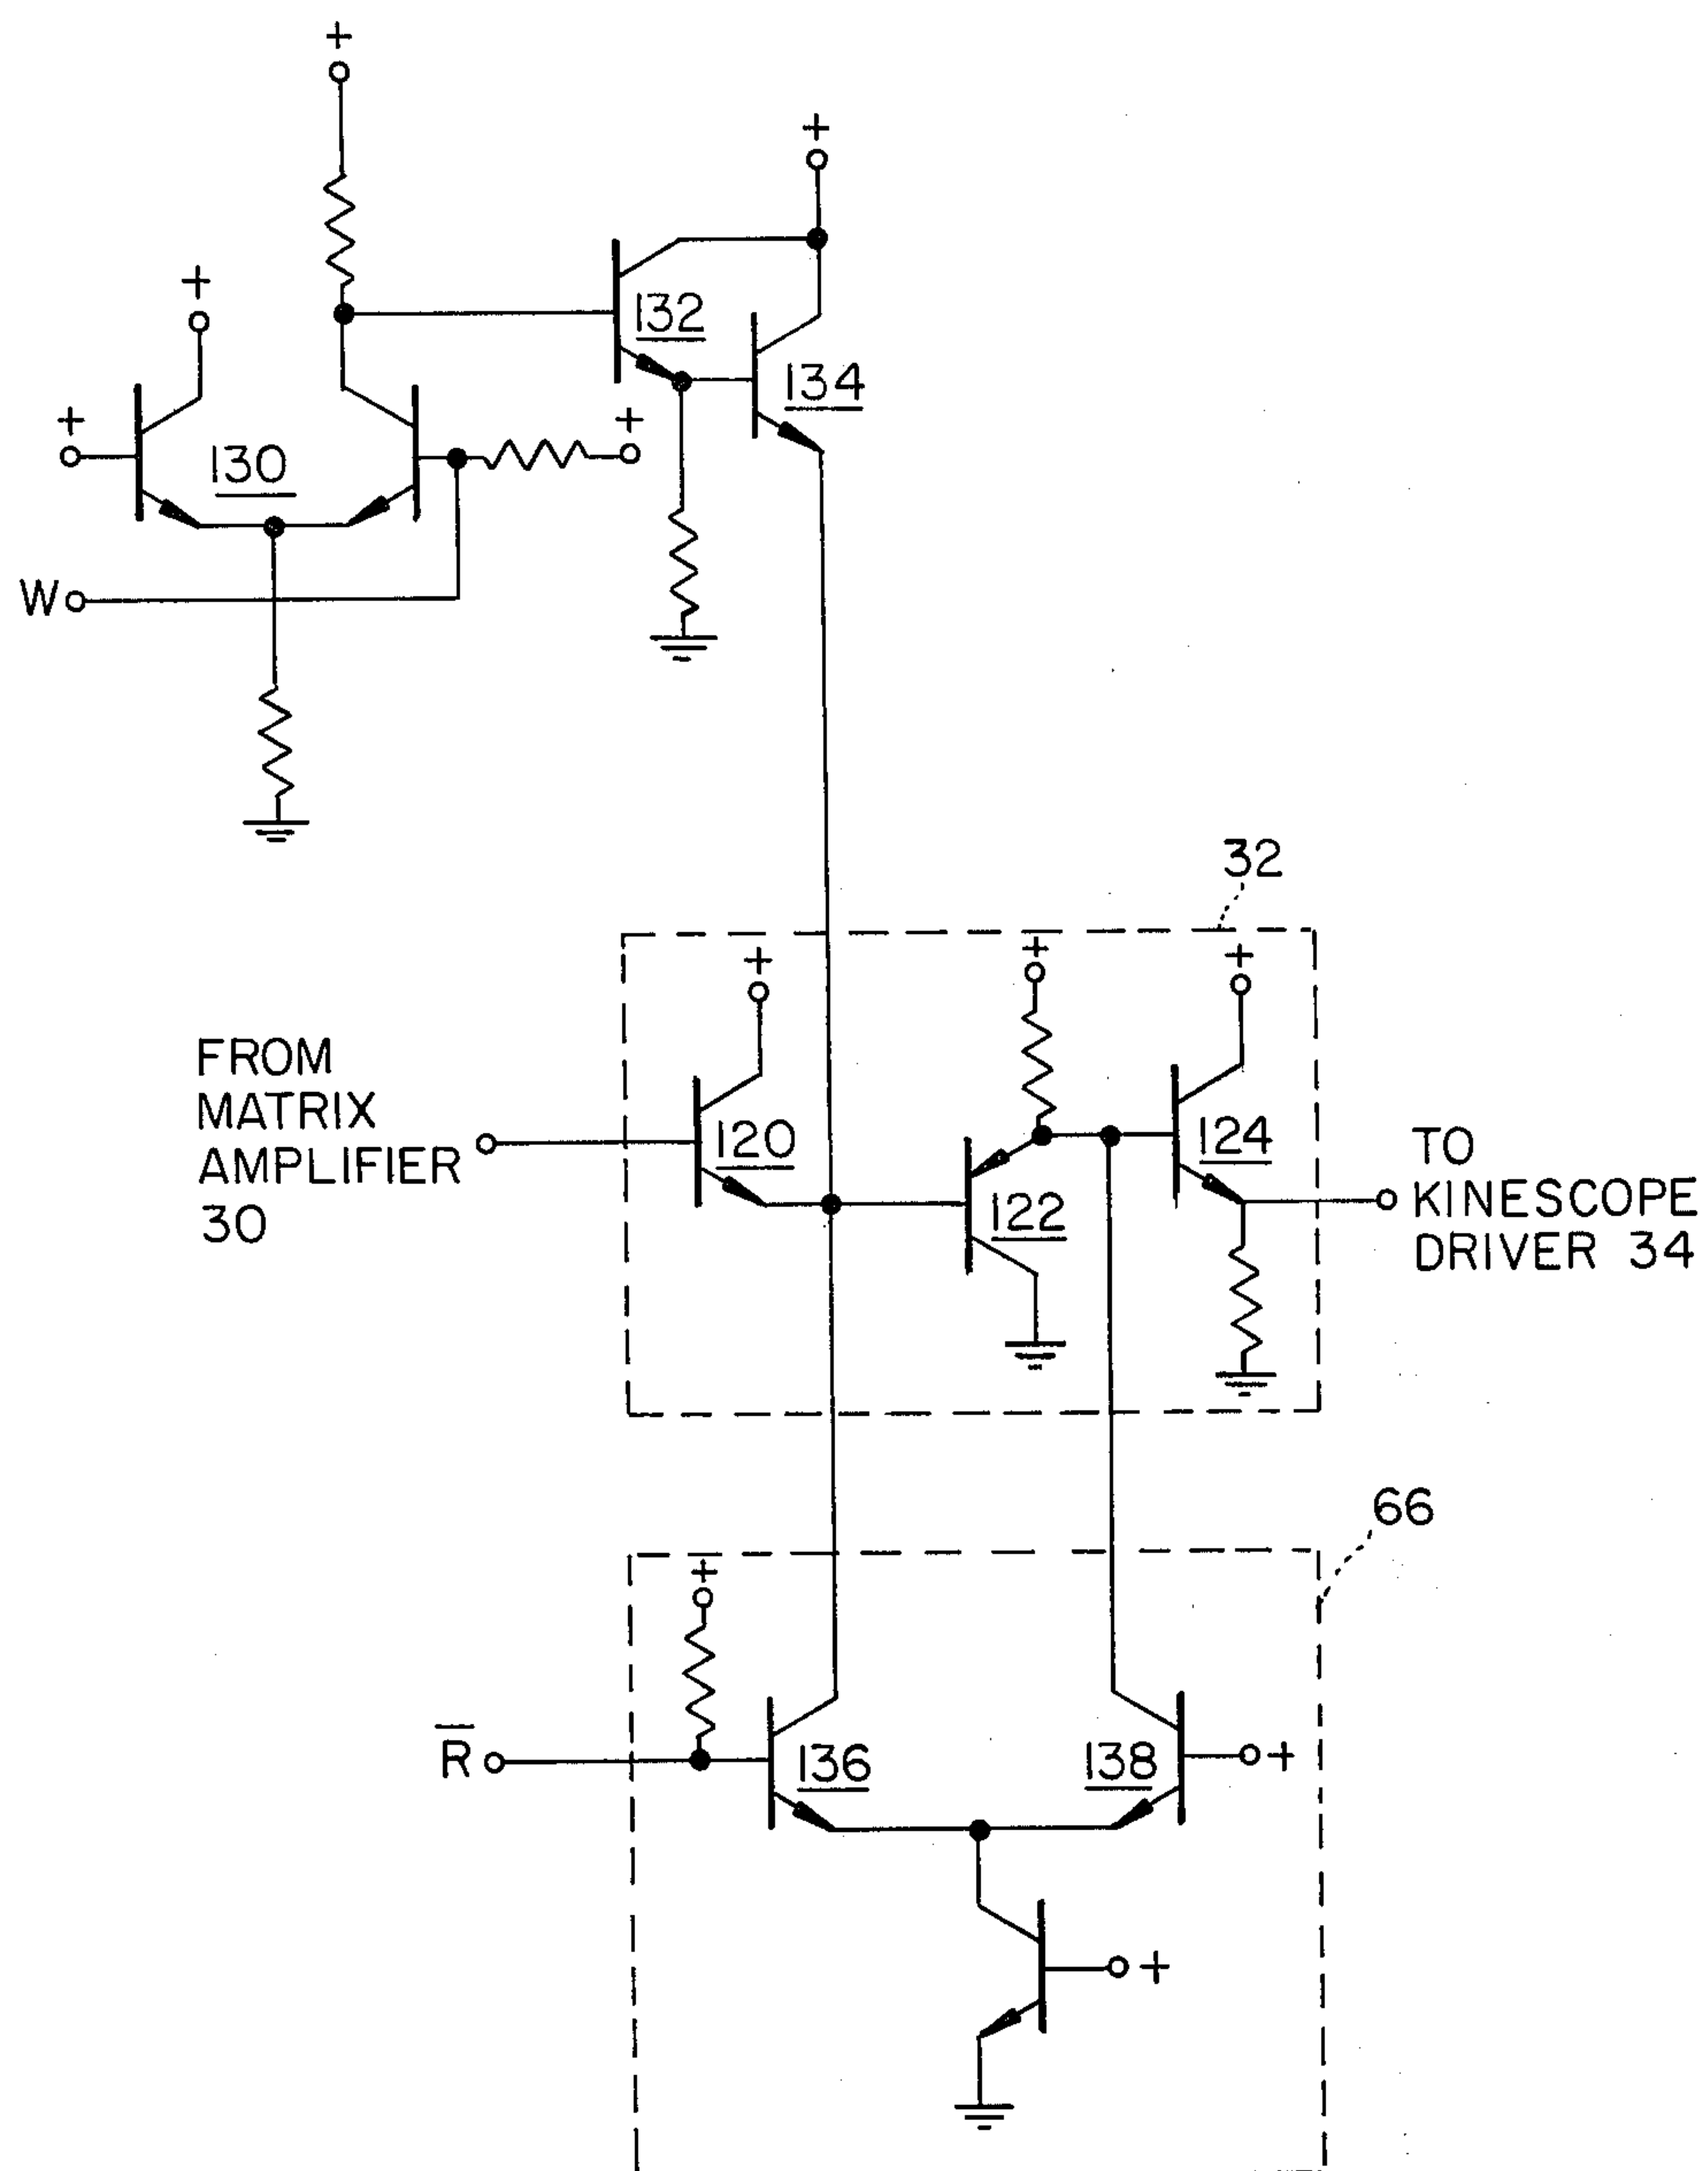 +
+
+
132
+
134
+
130
W
32
+
+
+
FROM
MATRIX
AMPLIFIER
30
120
122
124
TO
KINESCOPE
DRIVER 34
66
+
R̅
136
138
+
+